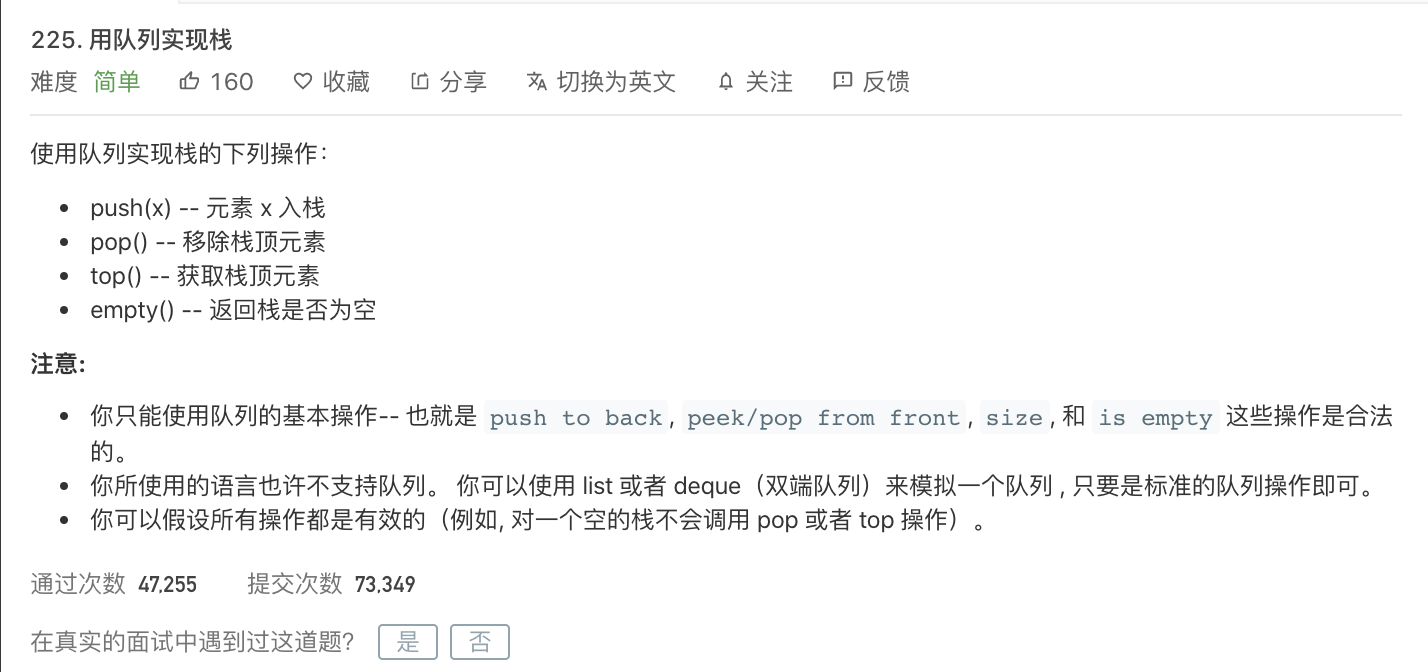 225. 用队列实现栈
难度 简单 160 收藏 分享 切换为英文 关注 反馈
使用队列实现栈的下列操作：
• push(x) -- 元素 x 入栈
• pop() -- 移除栈顶元素
• top() -- 获取栈顶元素
• empty() -- 返回栈是否为空
注意:
• 你只能使用队列的基本操作-- 也就是 push to back, peek/pop from front, size, 和 is empty 这些操作是合法
的。
• 你所使用的语言也许不支持队列。 你可以使用 list 或者 deque（双端队列）来模拟一个队列 , 只要是标准的队列操作即可。
• 你可以假设所有操作都是有效的（例如, 对一个空的栈不会调用 pop 或者 top 操作）。
通过次数 47,255 提交次数 73,349
在真实的面试中遇到过这道题? 是 否